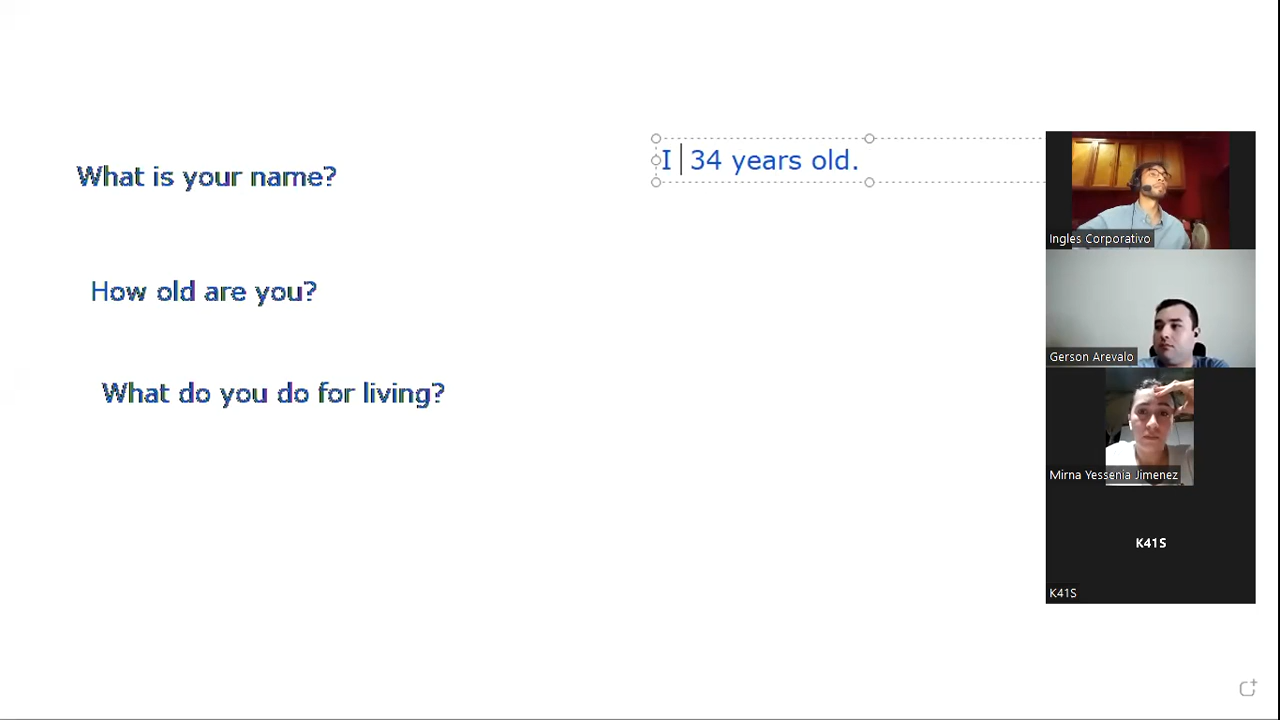 What is your name?
How old are you?
What do you do for living?
I 34 years old.
Ingles Corporativo
Gerson Arevalo
Mirna Yessenia Jimenez
K41S
K41S